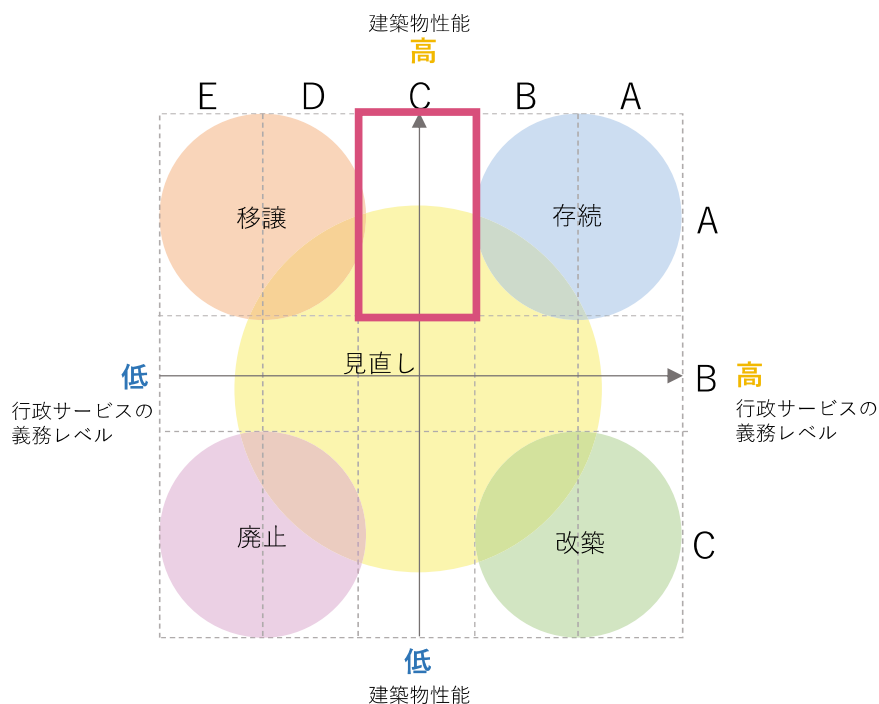 建築物性能
高
E D C B A
移譲 存続 A
見直し
低 B 高
行政サービスの
義務レベル
行政サービスの
義務レベル
廃止 改築 C
低
建築物性能